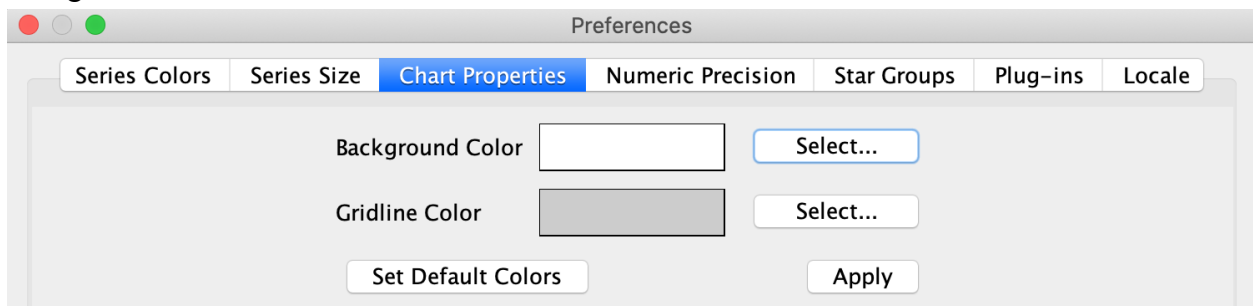 Preferences
Series Colors Series Size Chart Properties Numeric Precision Star Groups Plug-ins Locale
Background Color Select...
Gridline Color Select...
Set Default Colors Apply